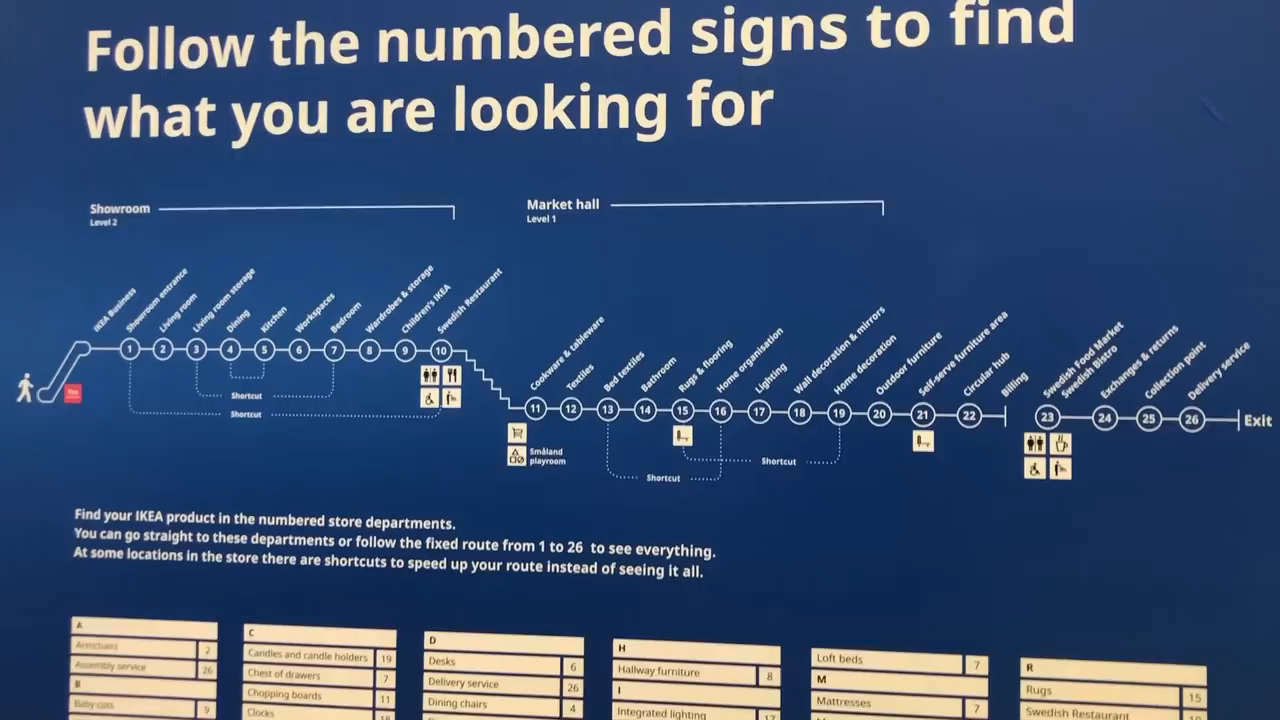 Follow the numbered signs to find
what you are looking for
Showroom
Level 2
Market hall
Level 1
IKEA Business
Showroom entrance
Living room
Living room storage
Dining
Kitchen
Workspaces
Bedroom
Wardrobes & storage
Children's IKEA
Swedish Restaurant
Cookware & tableware
Textiles
Bed textiles
Bathroom
Rugs & flooring
Home organisation
Lighting
Wall decoration & mirrors
Home decoration
Outdoor furniture
Self-serve furniture area
Circular hub
Billing
Swedish Food Market
Swedish Bistro
Exchanges & returns
Collection point
Delivery service
1 2 3 4 5 6 7 8 9 10
11 12 13 14 15 16 17 18 19 20 21 22 23 24 25 26 Exit
You
Shortcut
Shortcut
Småland
playroom
Shortcut
Shortcut
Find your IKEA product in the numbered store departments.
You can go straight to these departments or follow the fixed route from 1 to 26 to see everything.
At some locations in the store there are shortcuts to speed up your route instead of seeing it all.
A
Armchairs 2
Assembly service 26
B
Baby cots 9
C
Candles and candle holders 19
Chest of drawers 7
Chopping boards 11
Clocks 18
D
Desks 6
Delivery service 26
Dining chairs 4
H
Hallway furniture 8
I
Integrated lighting 17
Loft beds 7
M
Mattresses 7
R
Rugs 15
Swedish Restaurant 10